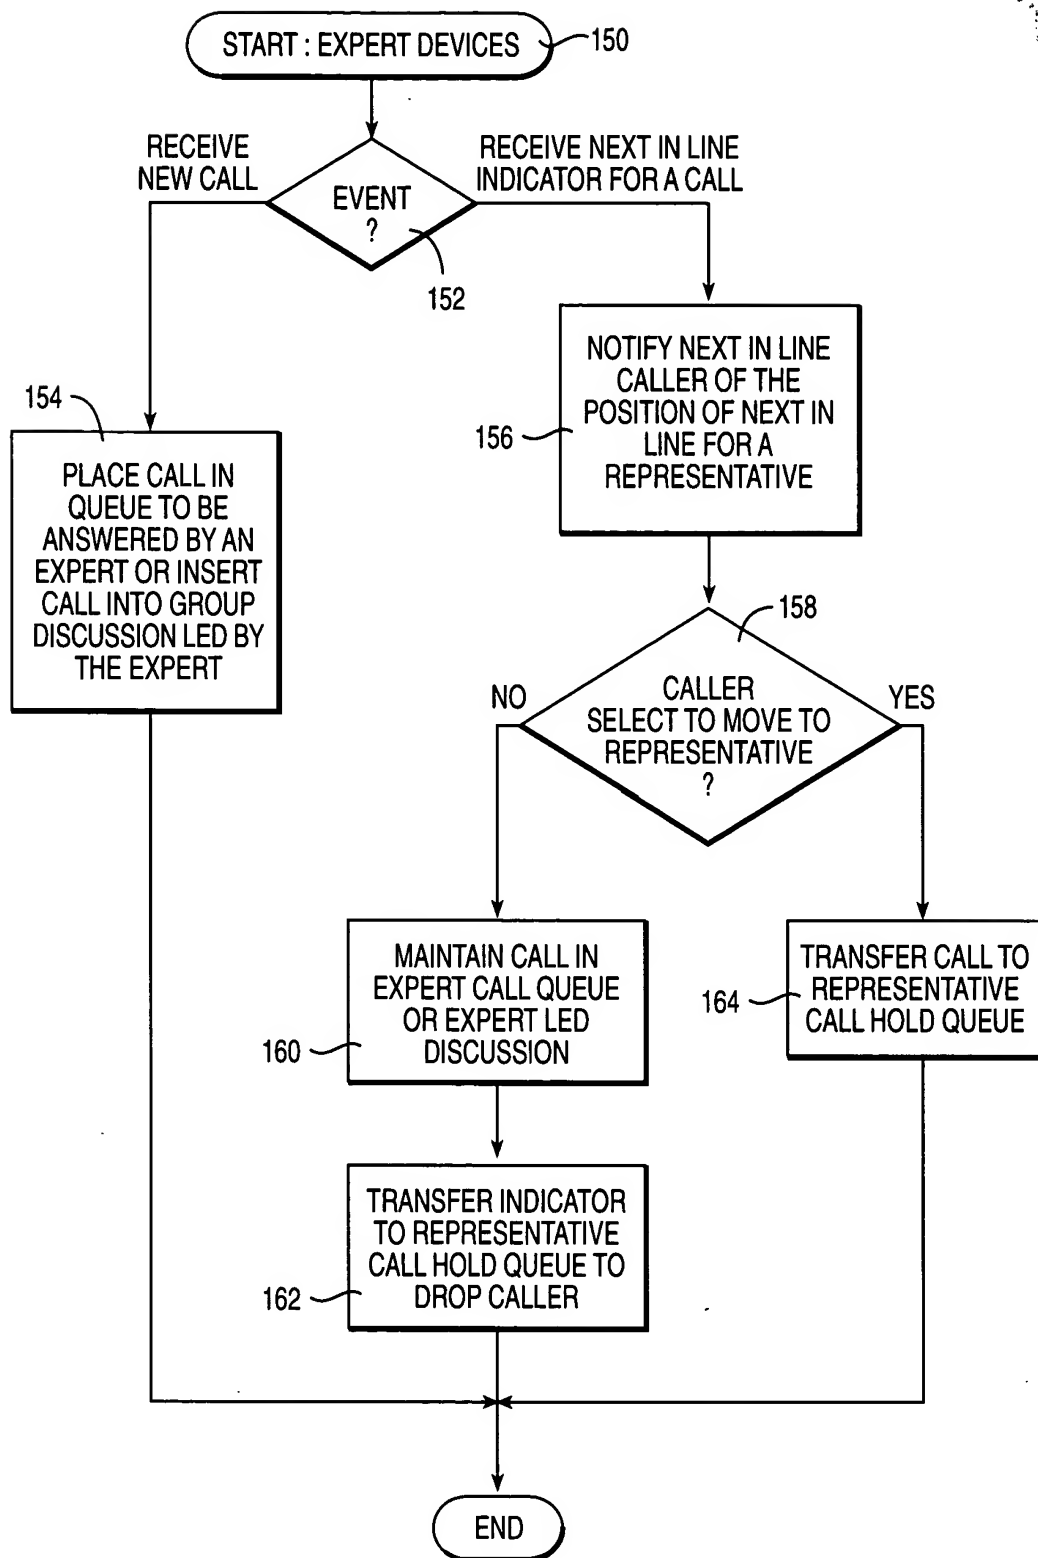 START : EXPERT DEVICES
150
RECEIVE
NEW CALL
RECEIVE NEXT IN LINE
INDICATOR FOR A CALL
EVENT
?
152
154
PLACE CALL IN
QUEUE TO BE
ANSWERED BY AN
EXPERT OR INSERT
CALL INTO GROUP
DISCUSSION LED BY
THE EXPERT
NOTIFY NEXT IN LINE
CALLER OF THE
POSITION OF NEXT IN
LINE FOR A
REPRESENTATIVE
156
158
NO
CALLER
SELECT TO MOVE TO
REPRESENTATIVE
?
YES
MAINTAIN CALL IN
EXPERT CALL QUEUE
OR EXPERT LED
DISCUSSION
160
TRANSFER CALL TO
REPRESENTATIVE
CALL HOLD QUEUE
164
TRANSFER INDICATOR
TO REPRESENTATIVE
CALL HOLD QUEUE TO
DROP CALLER
162
END